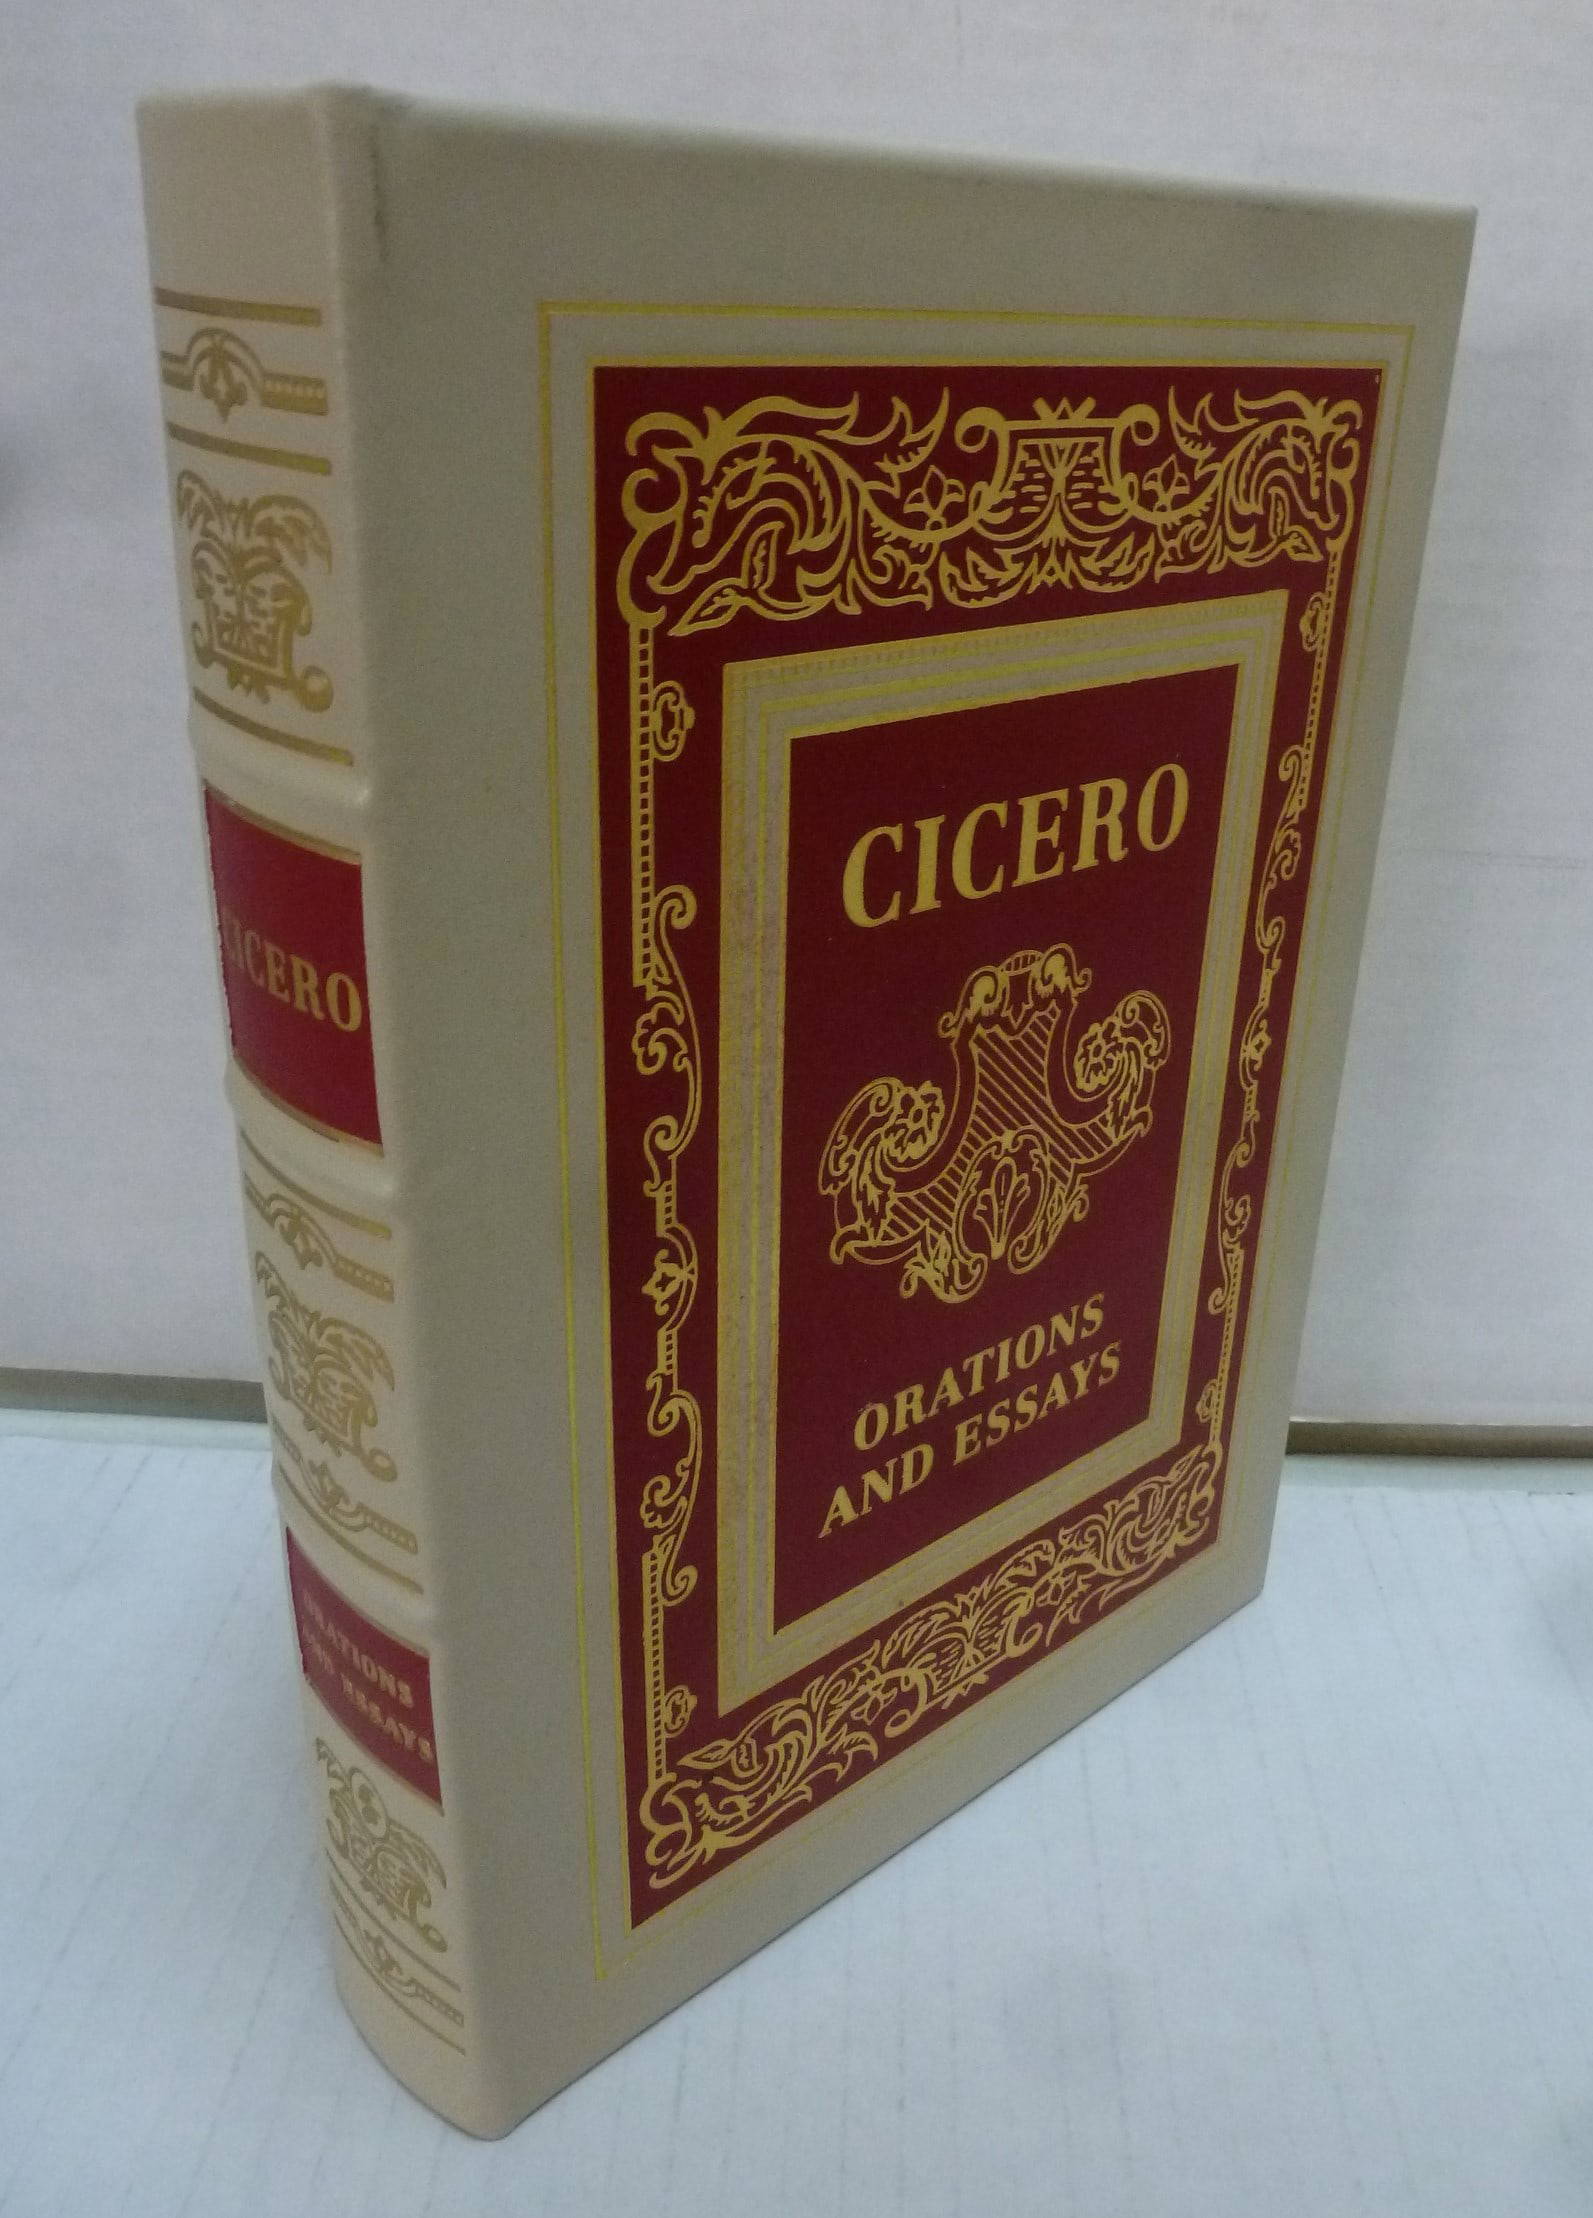 CICERO
ORATIONS
AND ESSAYS
CICERO
ORATIONS
AND ESSAYS